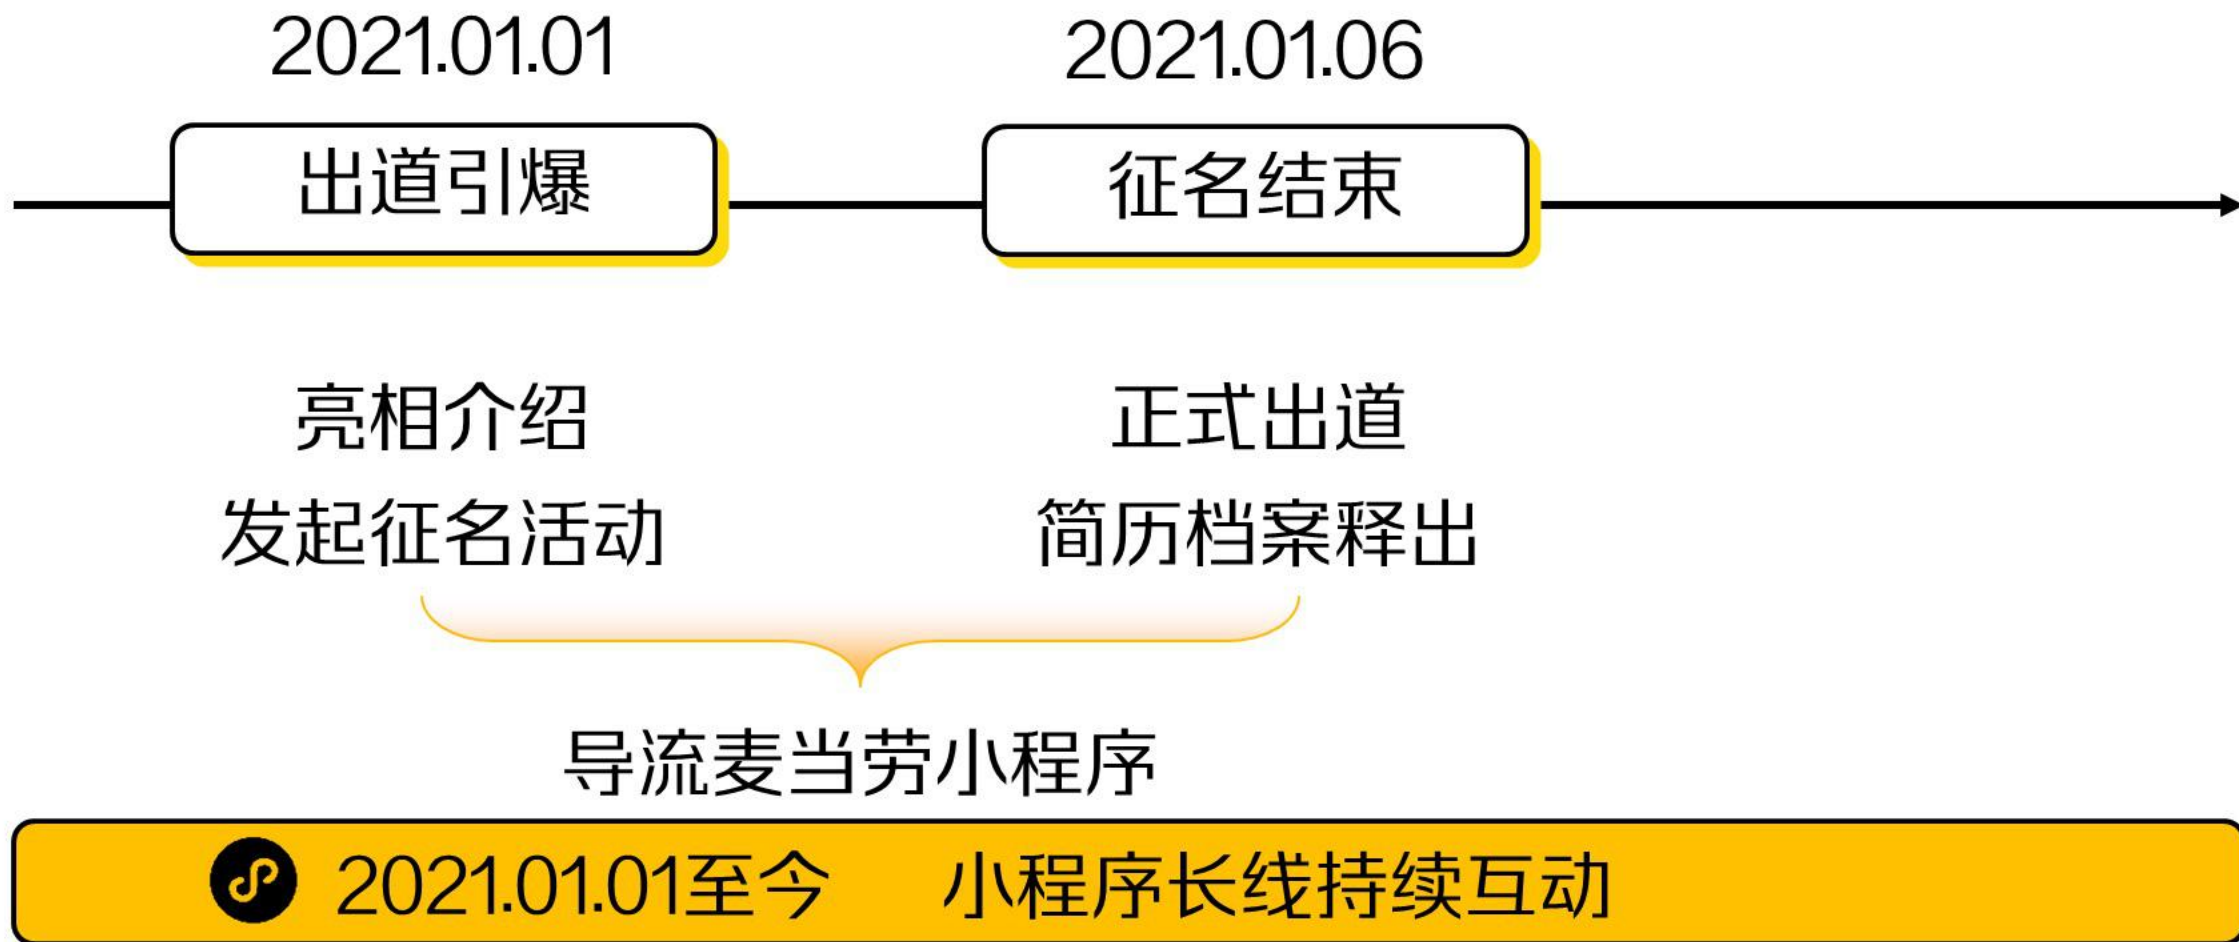 2021.01.01
2021.01.06
出道引爆
征名结束
亮相介绍
正式出道
发起征名活动
简历档案释出
导流麦当劳小程序
2021.01.01至今 小程序长线持续互动